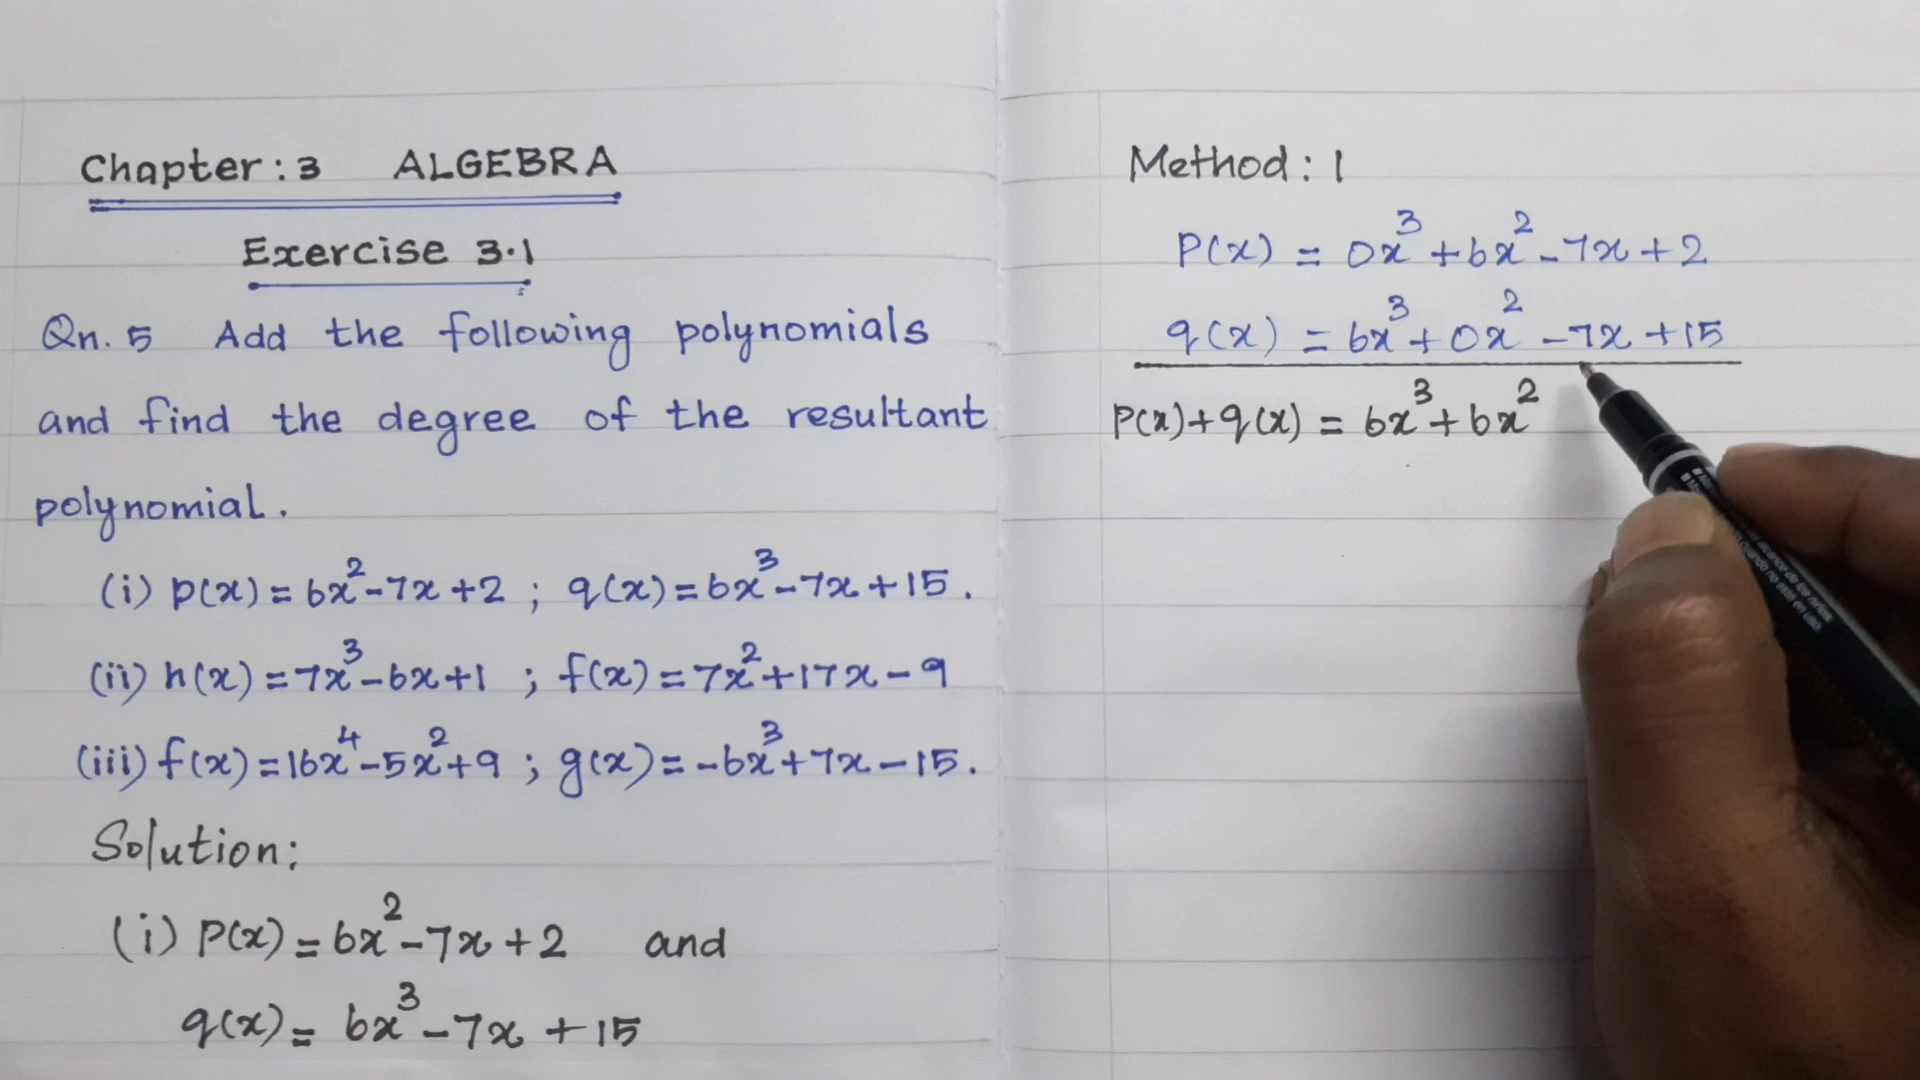 Chapter: 3 ALGEBRA
Exercise 3.1
Qn. 5 Add the following polynomials
and find the degree of the resultant
polynomial.
(i) p(x) = 6x² - 7x + 2 ; q(x) = 6x³ - 7x + 15.
(ii) h(x) = 7x³ - 6x + 1 ; f(x) = 7x² + 17x - 9
(iii) f(x) = 16x⁴ - 5x² + 9 ; g(x) = -6x³ + 7x - 15.
Solution:
(i) P(x) = 6x² - 7x + 2 and
q(x) = 6x³ - 7x + 15
Method: 1
P(x) = 0x³ + 6x² - 7x + 2
q(x) = 6x³ + 0x² - 7x + 15
P(x) + q(x) = 6x³ + 6x²